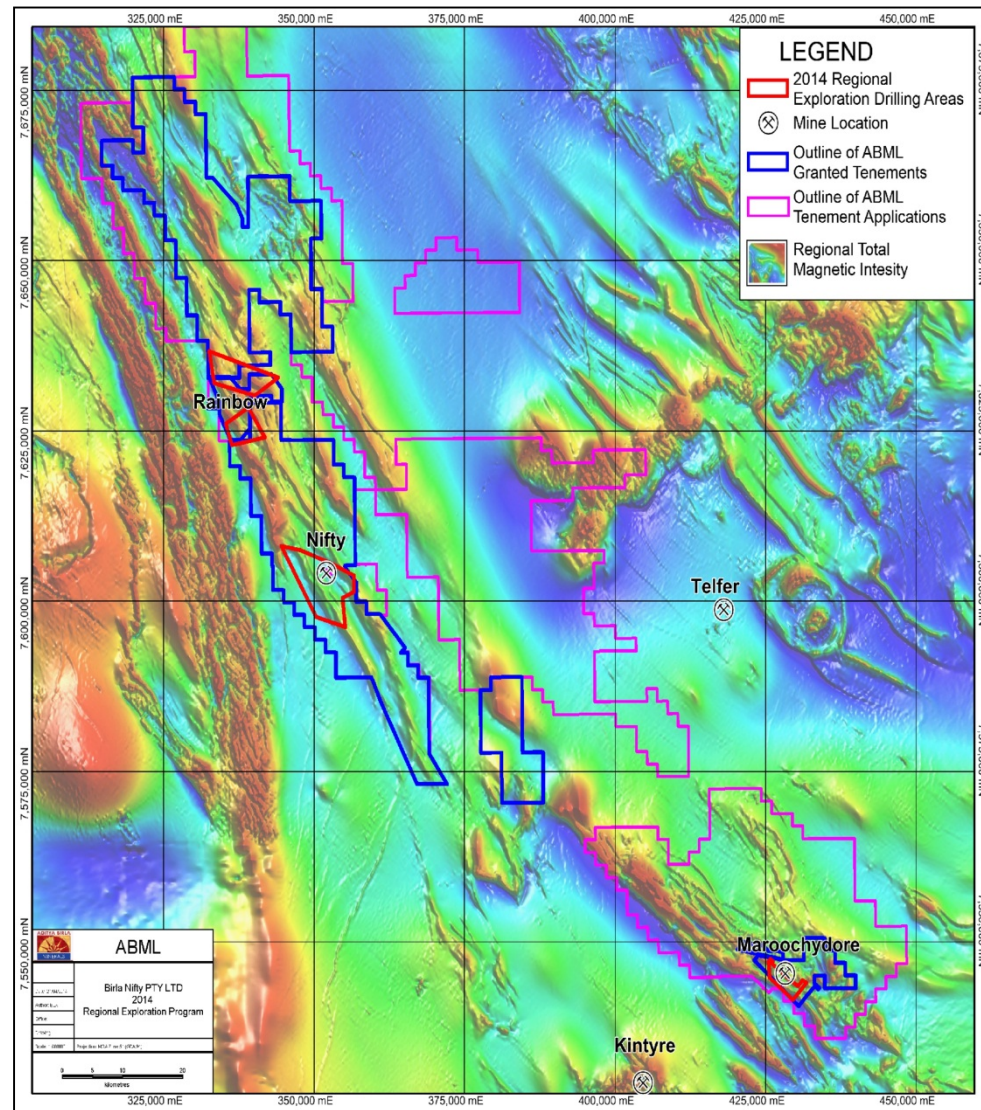 325,000 mE 350,000 mE 375,000 mE 400,000 mE 425,000 mE 450,000 mE
LEGEND
2014 Regional
Exploration Drilling Areas
Mine Location
Outline of ABML
Granted Tenements
Outline of ABML
Tenement Applications
Regional Total
Magnetic Intesity
7,675,000 mN
7,650,000 mN
7,625,000 mN
7,600,000 mN
7,575,000 mN
7,550,000 mN
Rainbow
Nifty
Telfer
Maroochydore
Kintyre
ADITYA BIRLA
ABML
Birla Nifty PTY LTD
2014
Regional Exploration Program
0 5 10 20
kilometres
325,000 mE 350,000 mE 375,000 mE 400,000 mE 425,000 mE 450,000 mE